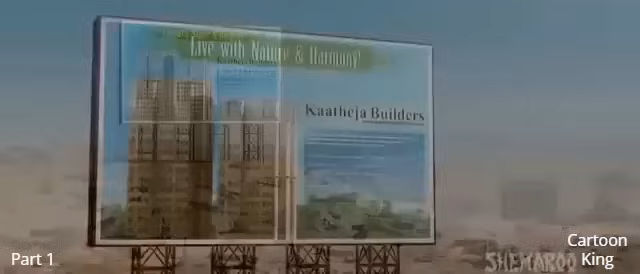 Live with Nature & Harmony!
Kaatheja Builders
SHEMAROO
Part 1
Cartoon
King